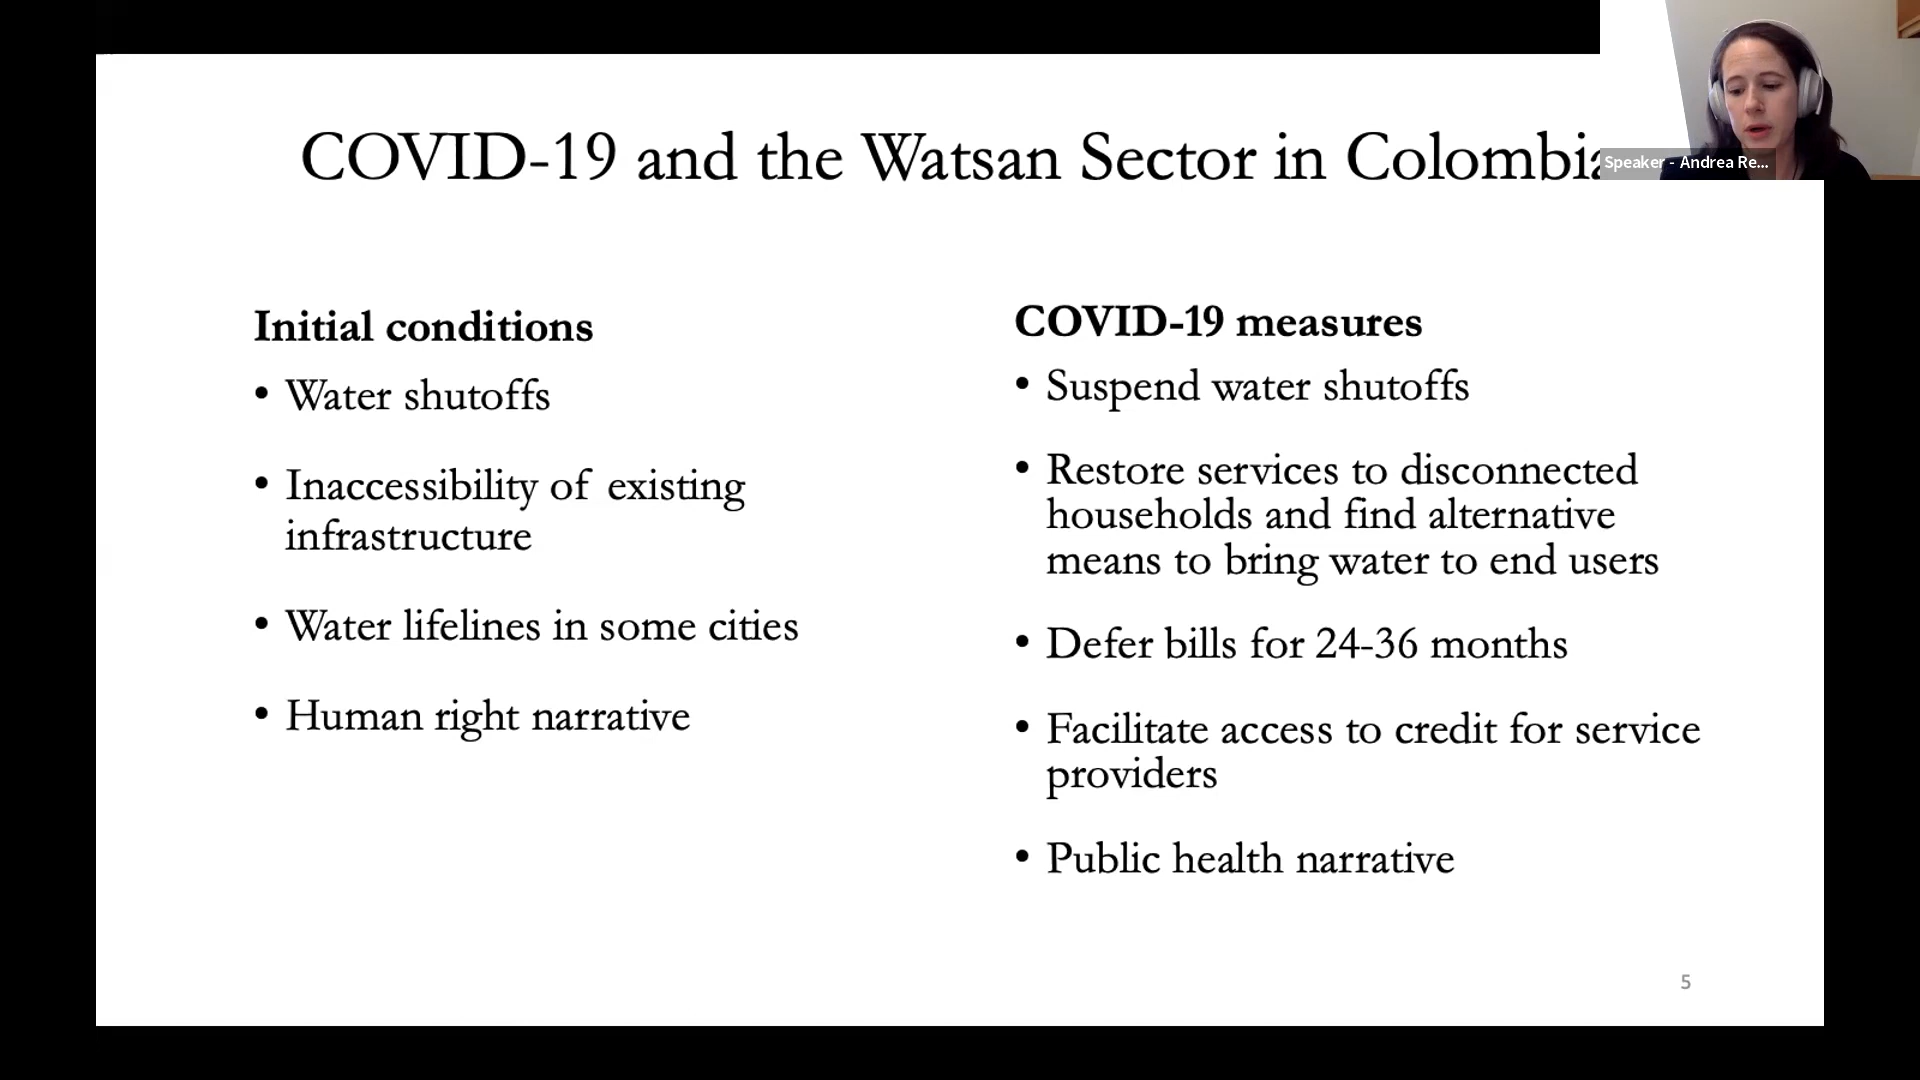 COVID-19 and the Watsan Sector in Colombia
Speaker - Andrea Re...
Initial conditions
• Water shutoffs
• Inaccessibility of existing
infrastructure
• Water lifelines in some cities
• Human right narrative
COVID-19 measures
• Suspend water shutoffs
• Restore services to disconnected
households and find alternative
means to bring water to end users
• Defer bills for 24-36 months
• Facilitate access to credit for service
providers
• Public health narrative
5